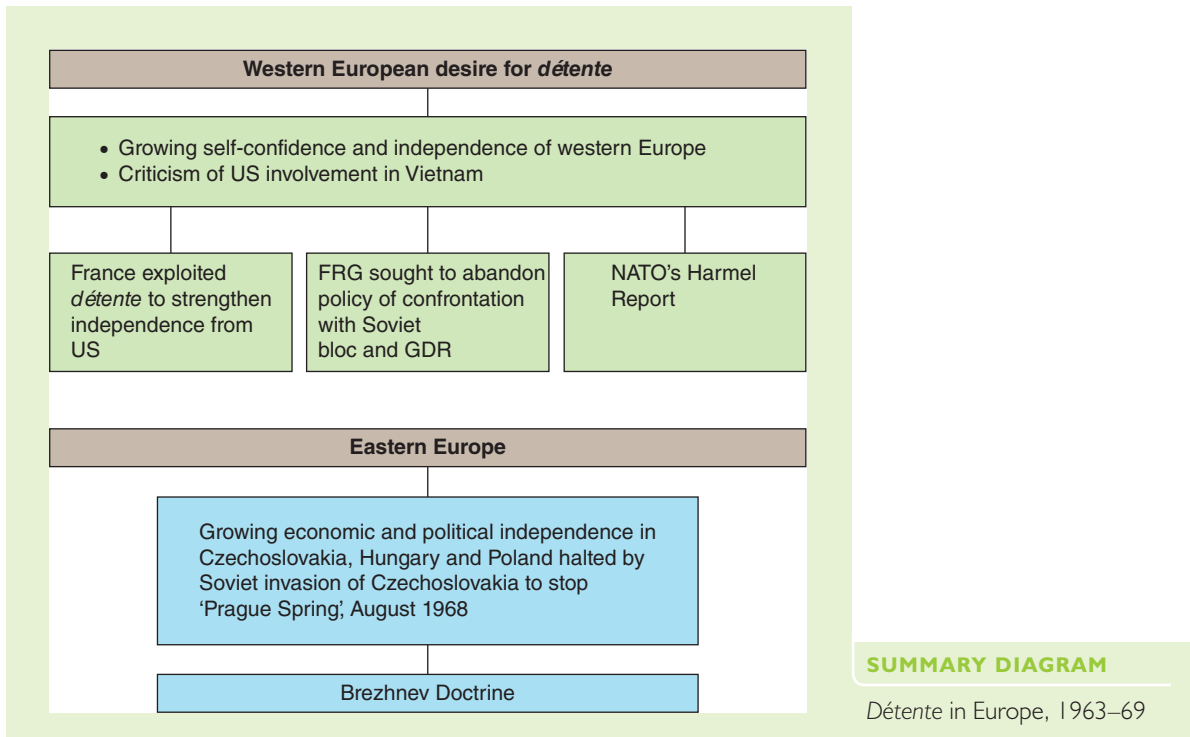 Western European desire for détente
• Growing self-confidence and independence of western Europe
• Criticism of US involvement in Vietnam
France exploited
détente to strengthen
independence from
US
FRG sought to abandon
policy of confrontation
with Soviet
bloc and GDR
NATO’s Harmel
Report
Eastern Europe
Growing economic and political independence in
Czechoslovakia, Hungary and Poland halted by
Soviet invasion of Czechoslovakia to stop
‘Prague Spring’, August 1968
Brezhnev Doctrine
SUMMARY DIAGRAM
Détente in Europe, 1963–69